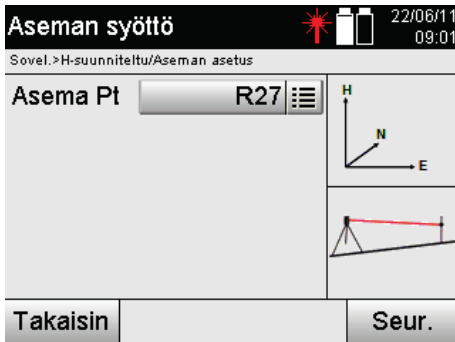 Aseman syöttö
22/06/11
09:01
Sovel.>H-suunniteltu/Aseman asetus
Asema Pt
R27
H
N
E
Takaisin
Seur.